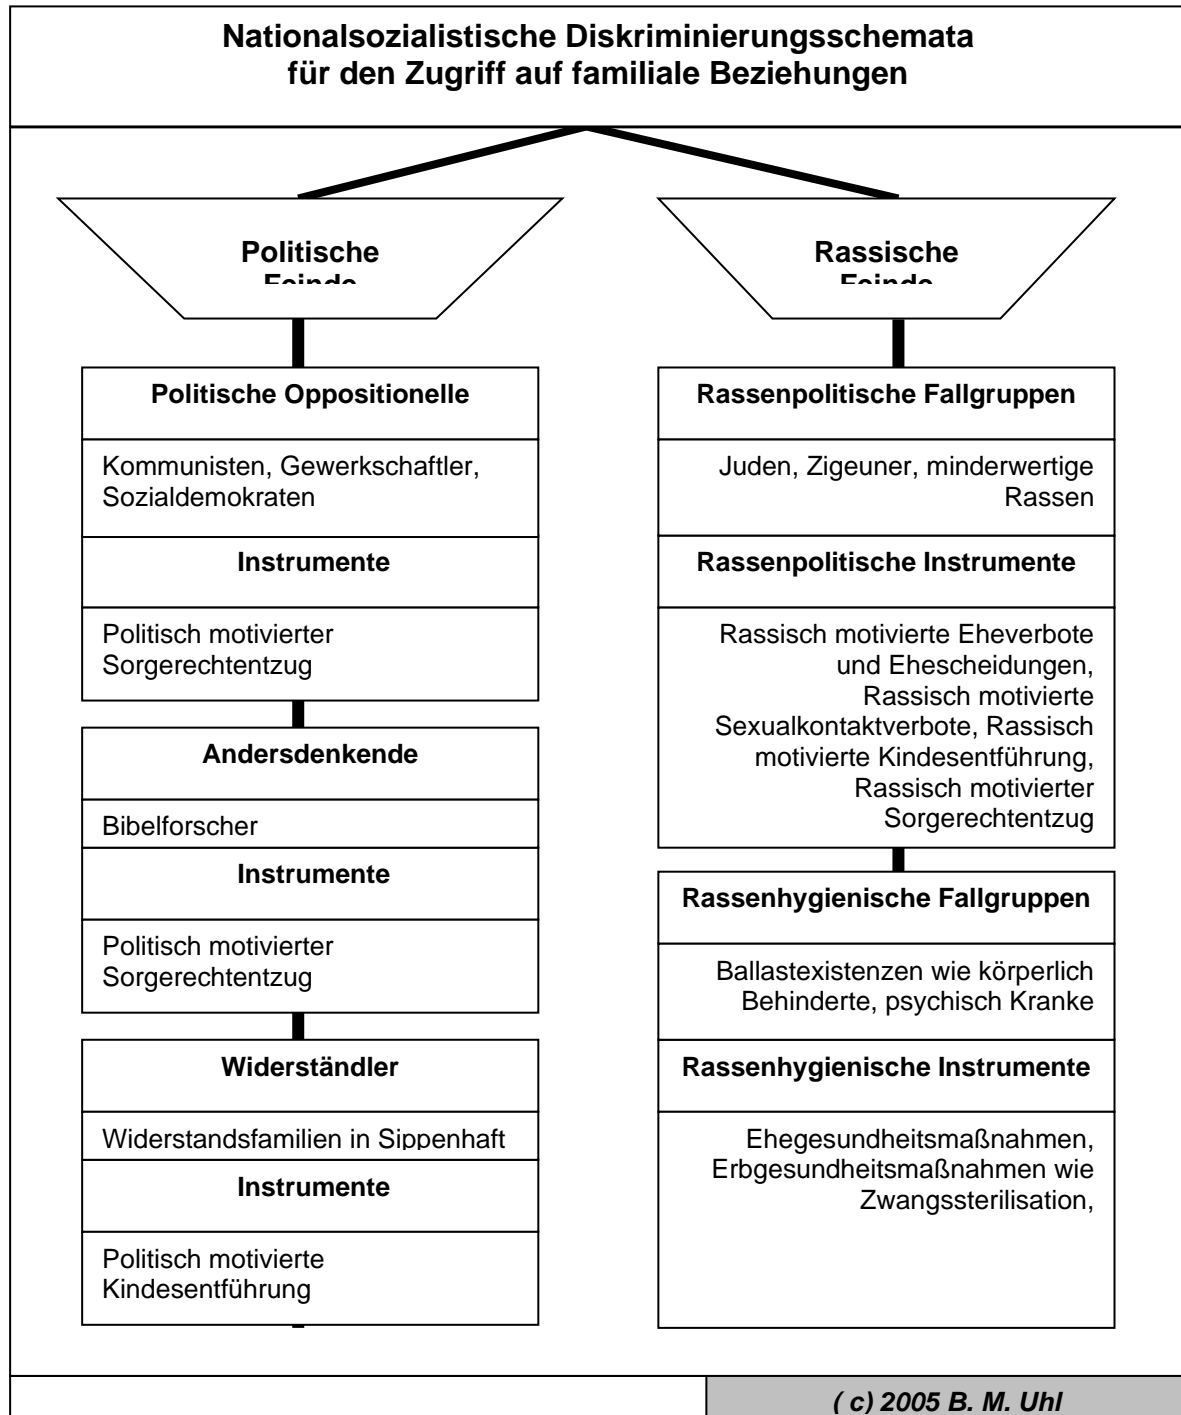 Nationalsozialistische Diskriminierungsschemata
für den Zugriff auf familiale Beziehungen
Politische
Feinde
Rassische
Feinde
Politische Oppositionelle
Kommunisten, Gewerkschaftler,
Sozialdemokraten
Instrumente
Politisch motivierter
Sorgerechtentzug
Andersdenkende
Bibelforscher
Instrumente
Politisch motivierter
Sorgerechtentzug
Widerständler
Widerstandsfamilien in Sippenhaft
Instrumente
Politisch motivierte
Kindesentführung
Rassenpolitische Fallgruppen
Juden, Zigeuner, minderwertige
Rassen
Rassenpolitische Instrumente
Rassisch motivierte Eheverbote
und Ehescheidungen,
Rassisch motivierte
Sexualkontaktverbote, Rassisch
motivierte Kindesentführung,
Rassisch motivierter
Sorgerechtentzug
Rassenhygienische Fallgruppen
Ballastexistenzen wie körperlich
Behinderte, psychisch Kranke
Rassenhygienische Instrumente
Ehegesundheitsmaßnahmen,
Erbgesundheitsmaßnahmen wie
Zwangssterilisation,
( c) 2005 B. M. Uhl